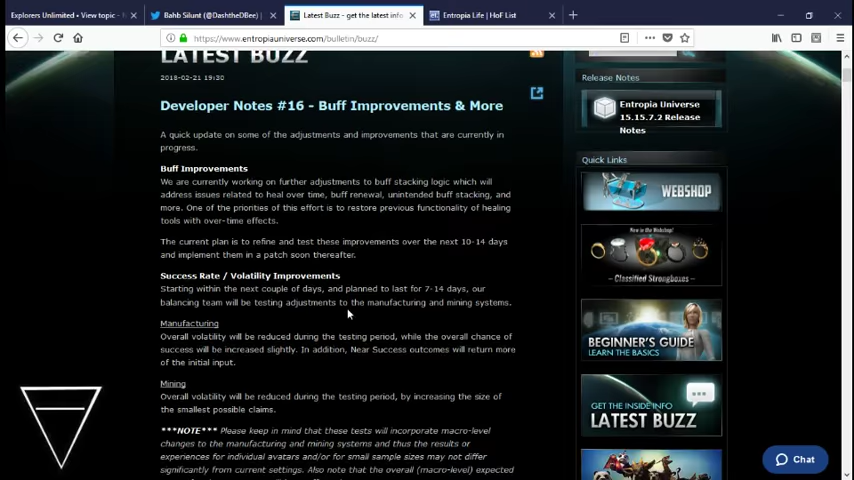 Explorers Unlimited • View topic -
Bahb Silunt (@DashtheDBee) |
Latest Buzz - get the latest info
Entropia Life | HoF List
https://www.entropiauniverse.com/bulletin/buzz/
LATEST BUZZ
2018-02-21 19:30
Developer Notes #16 - Buff Improvements & More
A quick update on some of the adjustments and improvements that are currently in
progress.
Buff Improvements
We are currently working on further adjustments to buff stacking logic which will
address issues related to heal over time, buff renewal, unintended buff stacking, and
more. One of the priorities of this effort is to restore previous functionality of healing
tools with over-time effects.
The current plan is to refine and test these improvements over the next 10-14 days
and implement them in a patch soon thereafter.
Success Rate / Volatility Improvements
Starting within the next couple of days, and planned to last for 7-14 days, our
balancing team will be testing adjustments to the manufacturing and mining systems.
Manufacturing
Overall volatility will be reduced during the testing period, while the overall chance of
success will be increased slightly. In addition, Near Success outcomes will return more
of the initial input.
Mining
Overall volatility will be reduced during the testing period, by increasing the size of
the smallest possible claims.
***NOTE*** Please keep in mind that these tests will incorporate macro-level
changes to the manufacturing and mining systems and thus the results or
experiences for individual avatars and/or for small sample sizes may not differ
significantly from current settings. Also note that the overall (macro-level) expected
Release Notes
Entropia Universe
15.15.7.2 Release
Notes
Quick Links
WEBSHOP
New in the Webshop!
Classified Strongboxes
BEGINNER'S GUIDE
LEARN THE BASICS
GET THE INSIDE INFO
LATEST BUZZ
Chat